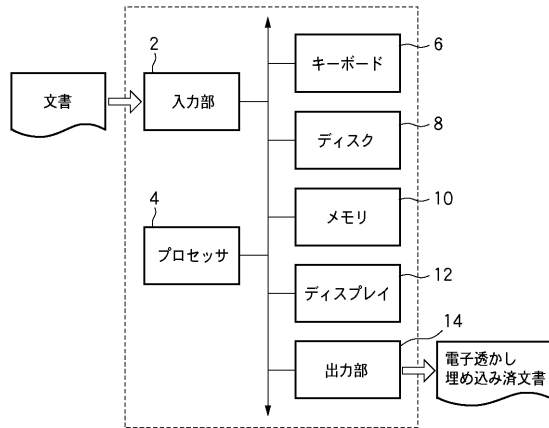 2
6
文書
入力部
キーボード
8
ディスク
4
10
プロセッサ
メモリ
12
ディスプレイ
14
出力部
電子透かし
埋め込み済文書